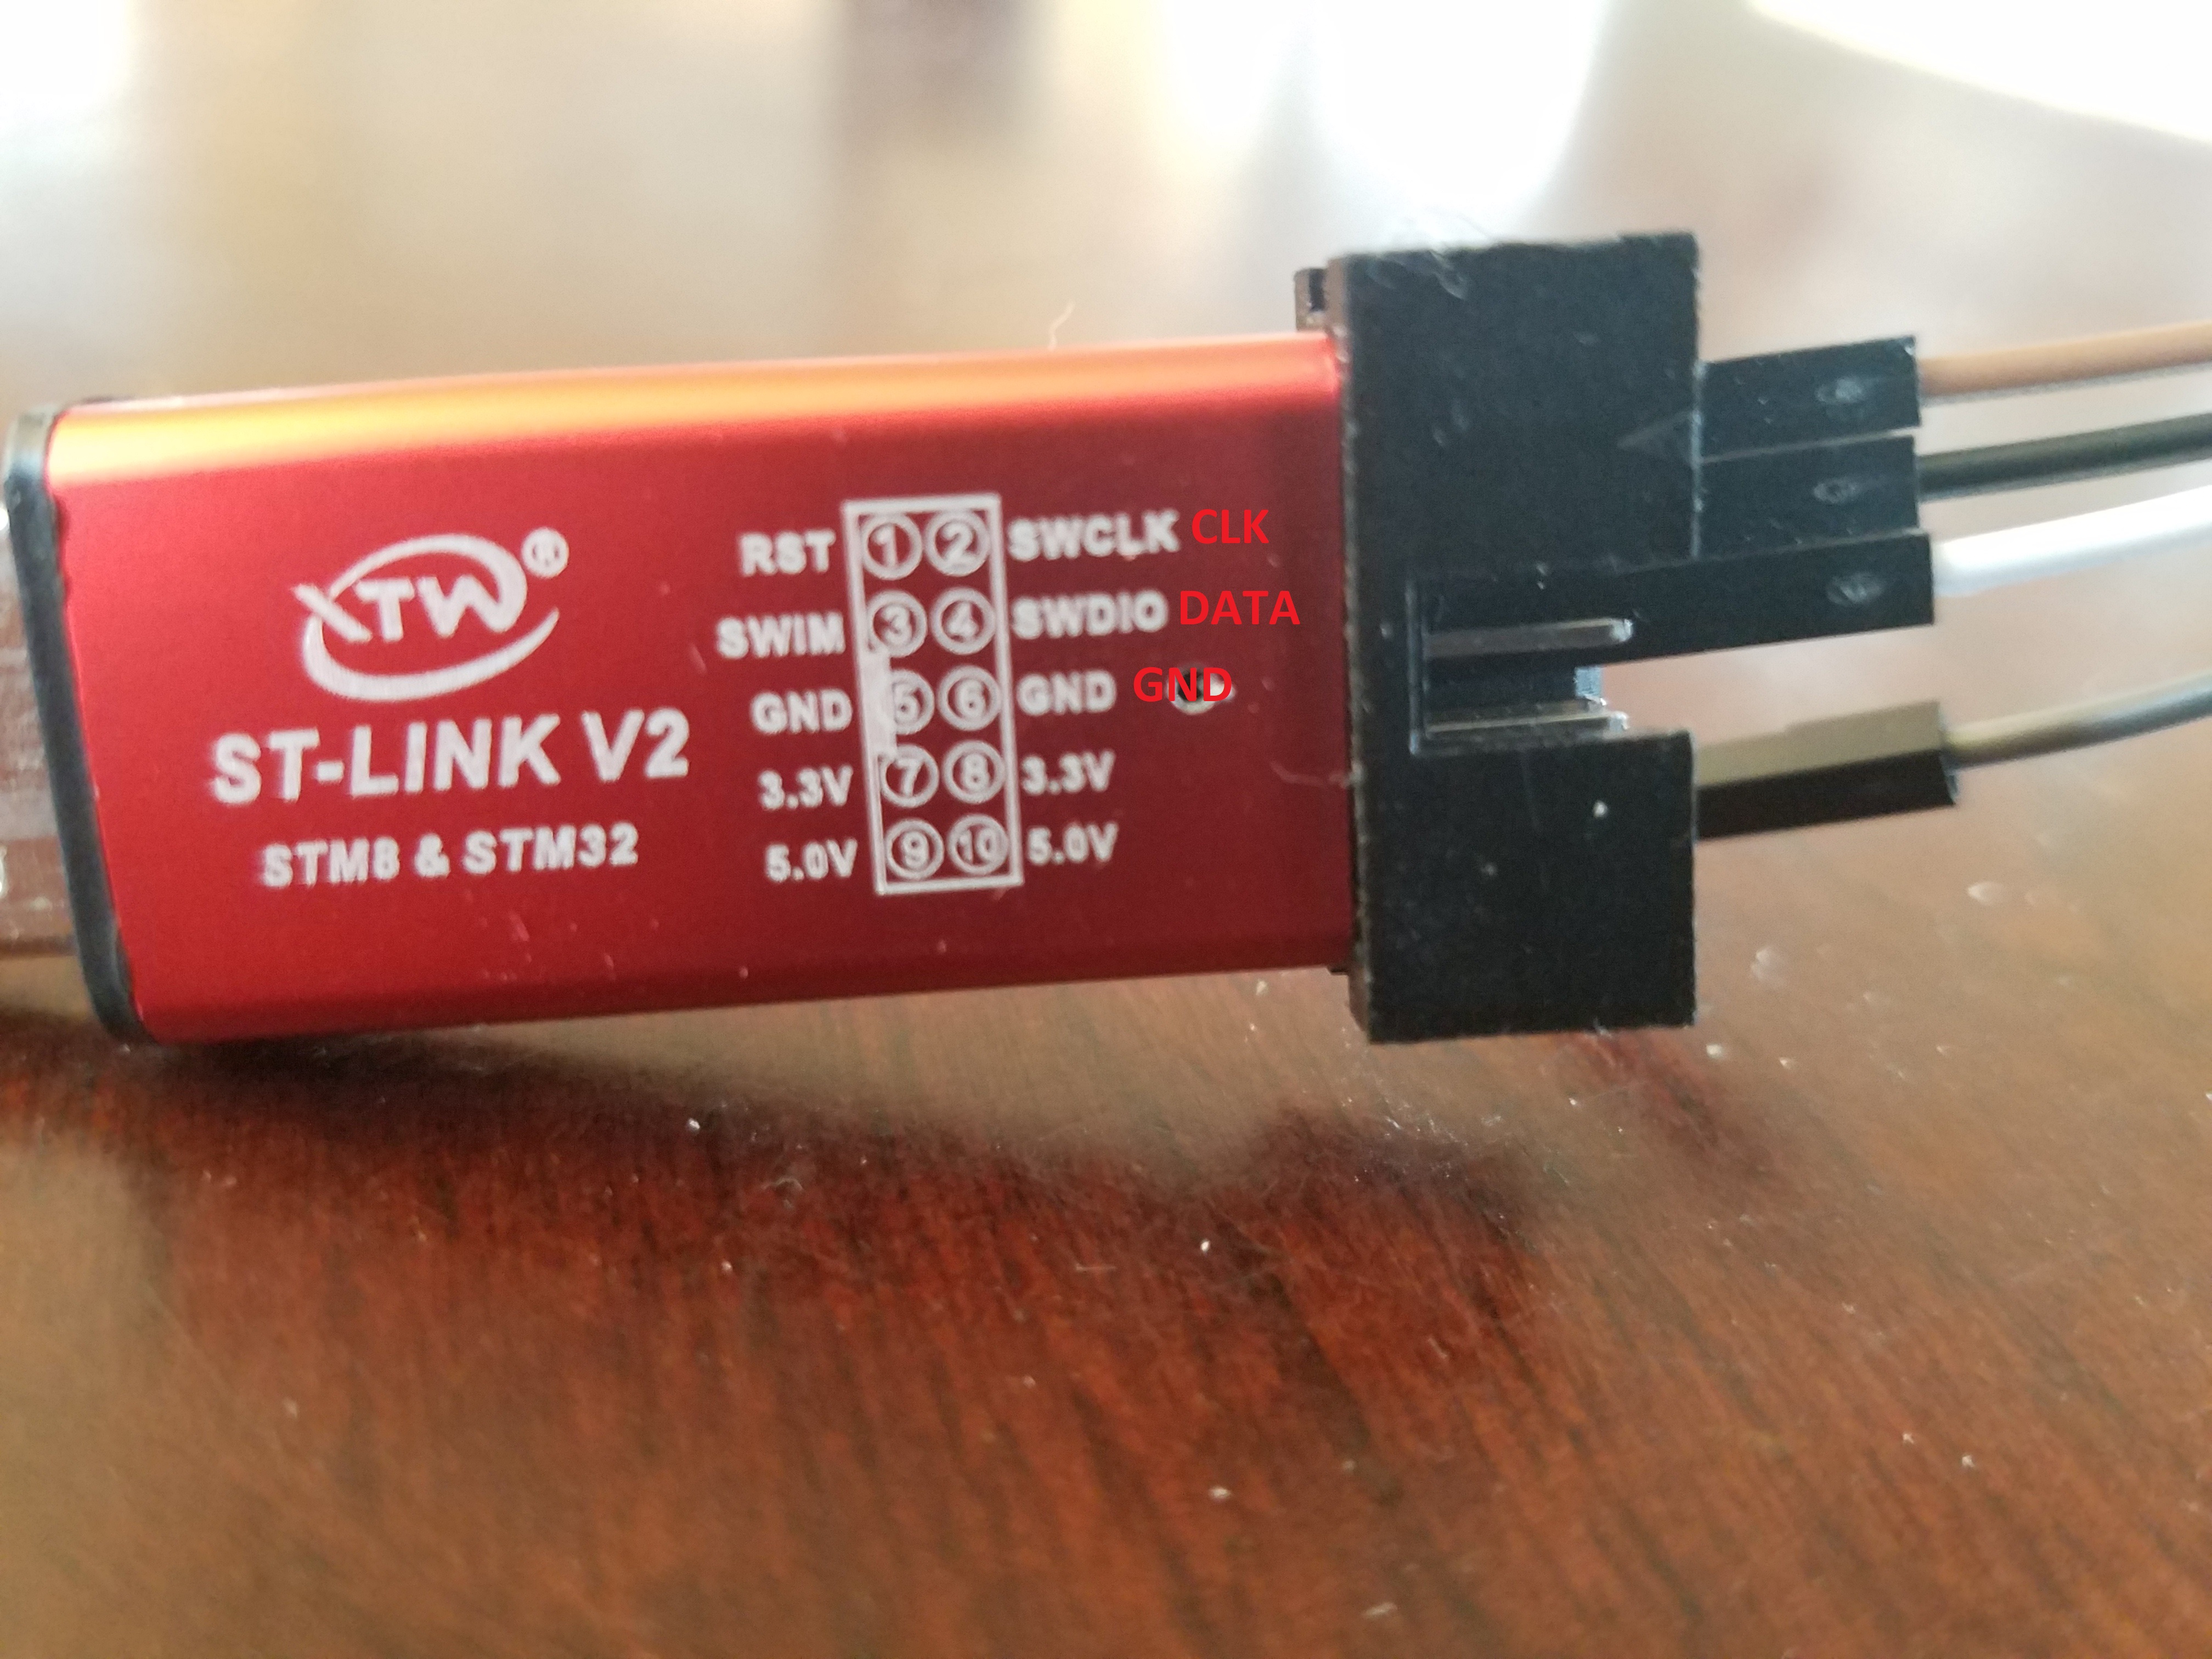 XTW®
ST-LINK V2
STM8 & STM32
RST 1 2 SWCLK CLK
SWIM 3 4 SWDIO DATA
GND 5 6 GND GND
3.3V 7 8 3.3V
5.0V 9 10 5.0V